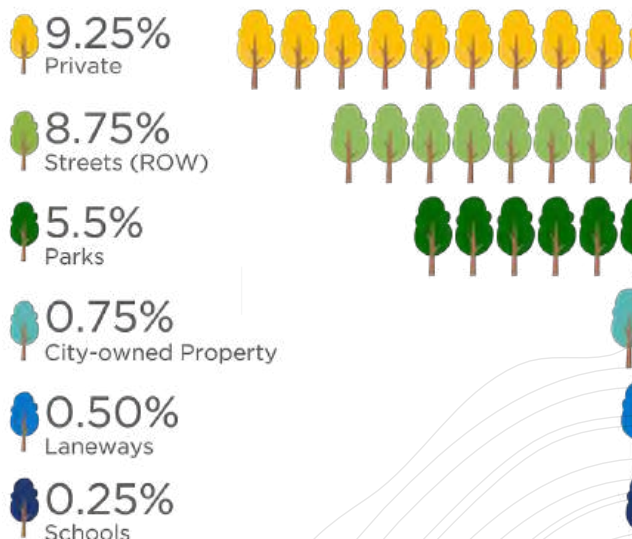 9.25%
Private
8.75%
Streets (ROW)
5.5%
Parks
0.75%
City-owned Property
0.50%
Laneways
0.25%
Schools